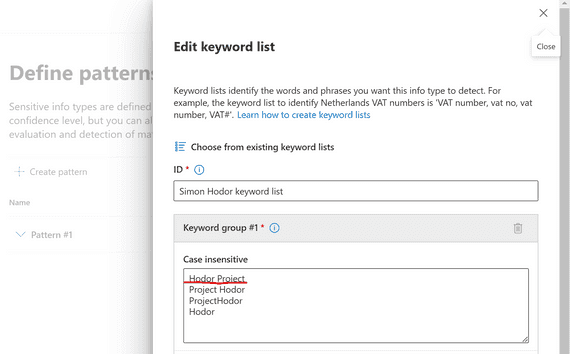 Close
Edit keyword list
Keyword lists identify the words and phrases you want this info type to detect. For
example, the keyword list to identify Netherlands VAT numbers is 'VAT number, vat no, vat
number, VAT#'. Learn how to create keyword lists
Choose from existing keyword lists
ID *
Simon Hodor keyword list
Keyword group #1 *
Case insensitive
Hodor Project
Project Hodor
ProjectHodor
Hodor
Define patterns
Sensitive info types are defined
confidence level, but you can al
evaluation and detection of ma
Create pattern
Name
Pattern #1